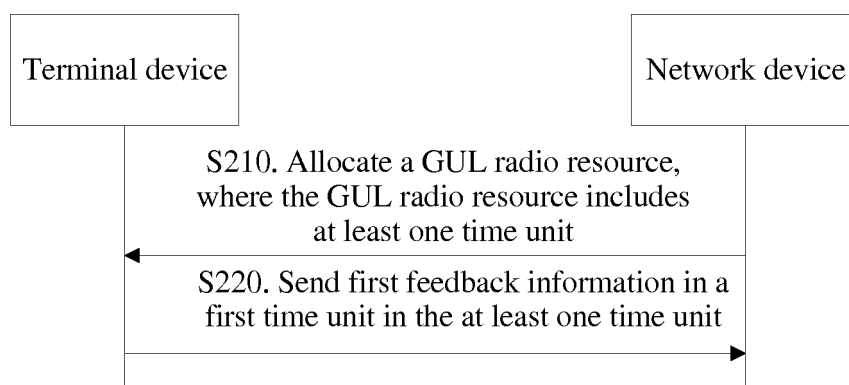 Terminal device
Network device
S210. Allocate a GUL radio resource,
where the GUL radio resource includes
at least one time unit
S220. Send first feedback information in a
first time unit in the at least one time unit